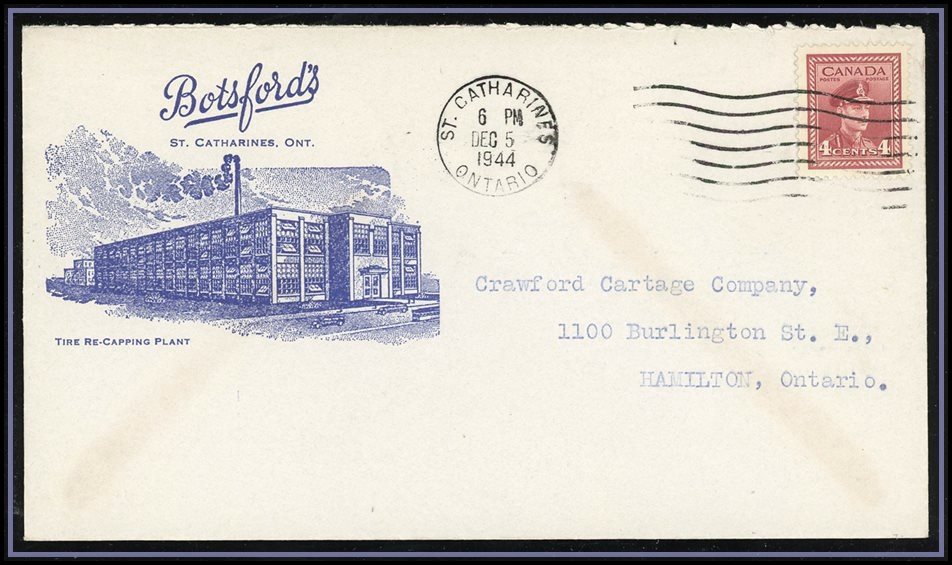 Botsford's
ST. CATHARINES, ONT.
TIRE RE-CAPPING PLANT
ST. CATHARINES
6 PM
DEC 5
1944
ONTARIO
CANADA
POSTES POSTAGE
4 CENTS 4
Crawford Cartage Company,
1100 Burlington St. E.,
HAMILTON, Ontario.